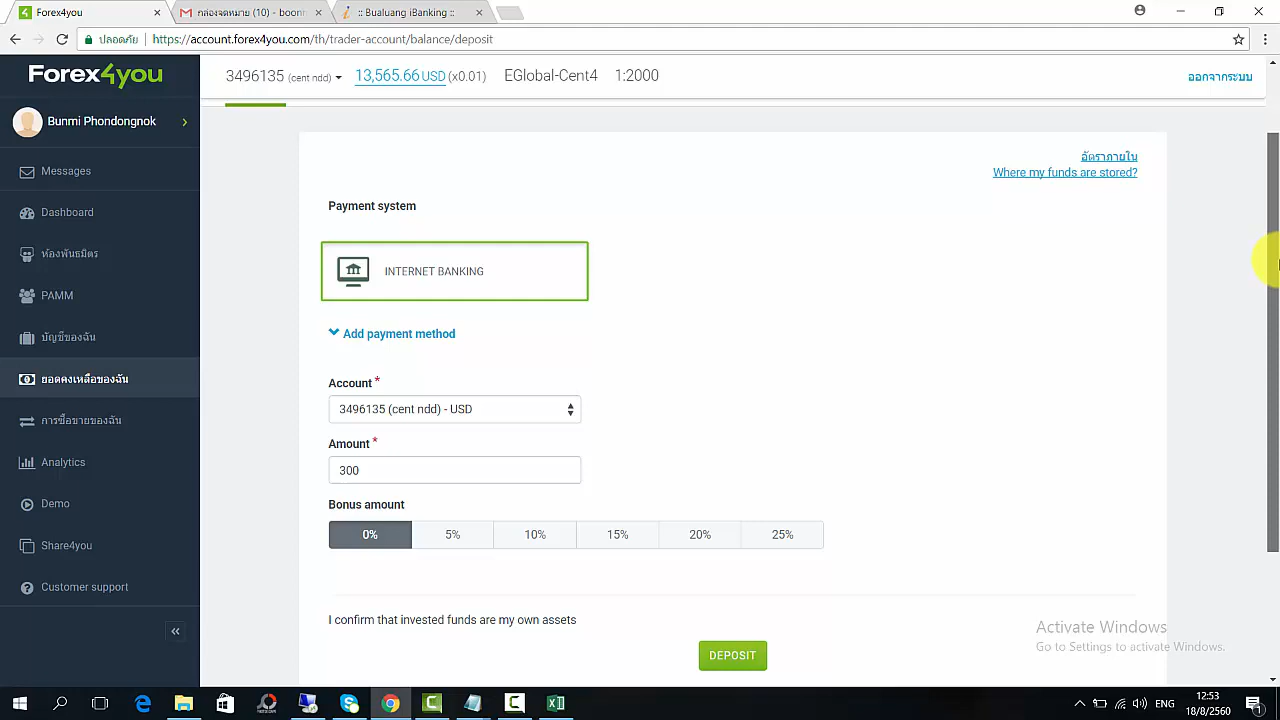 Forex4you
กล่องจดหมาย (10) - boonm
:: Bualuang iBanking ::
ปลอดภัย
https://account.forex4you.com/th/trader-account/balance/deposit
Forex4you
3496135 (cent ndd)
13,565.66 USD (x0.01)
EGlobal-Cent4
1:2000
ออกจากระบบ
Bunmi Phondongnok
Messages
Dashboard
ห้องพันธมิตร
PAMM
บัญชีของฉัน
ยอดคงเหลือของฉัน
การซื้อขายของฉัน
Analytics
Demo
Share4you
Customer support
อัตราภายใน
Where my funds are stored?
Payment system
INTERNET BANKING
Add payment method
Account *
3496135 (cent ndd) - USD
Amount *
300
Bonus amount
0%
5%
10%
15%
20%
25%
I confirm that invested funds are my own assets
DEPOSIT
Activate Windows
Go to Settings to activate Windows.
ENG
12:53
18/8/2560